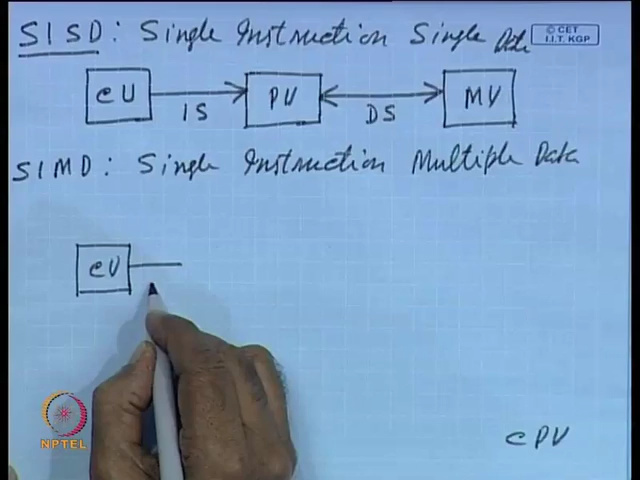 SISD: Single Instruction Single Data
© CET
I.I.T. KGP
CU IS PU DS MU
SIMD: Single Instruction Multiple Data
CU
NPTEL
CPU